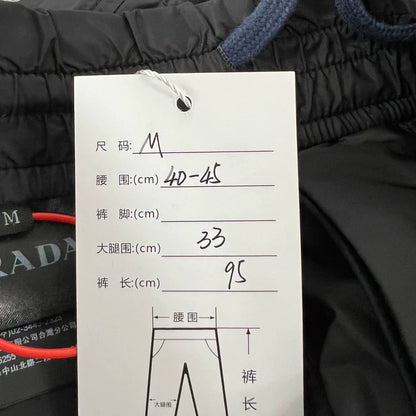 尺 码: M
腰 围:(cm) 40-45
裤 脚:(cm)
大腿围:(cm) 33
裤 长:(cm) 95
M
RADA
腰 围
裤长
大腿围